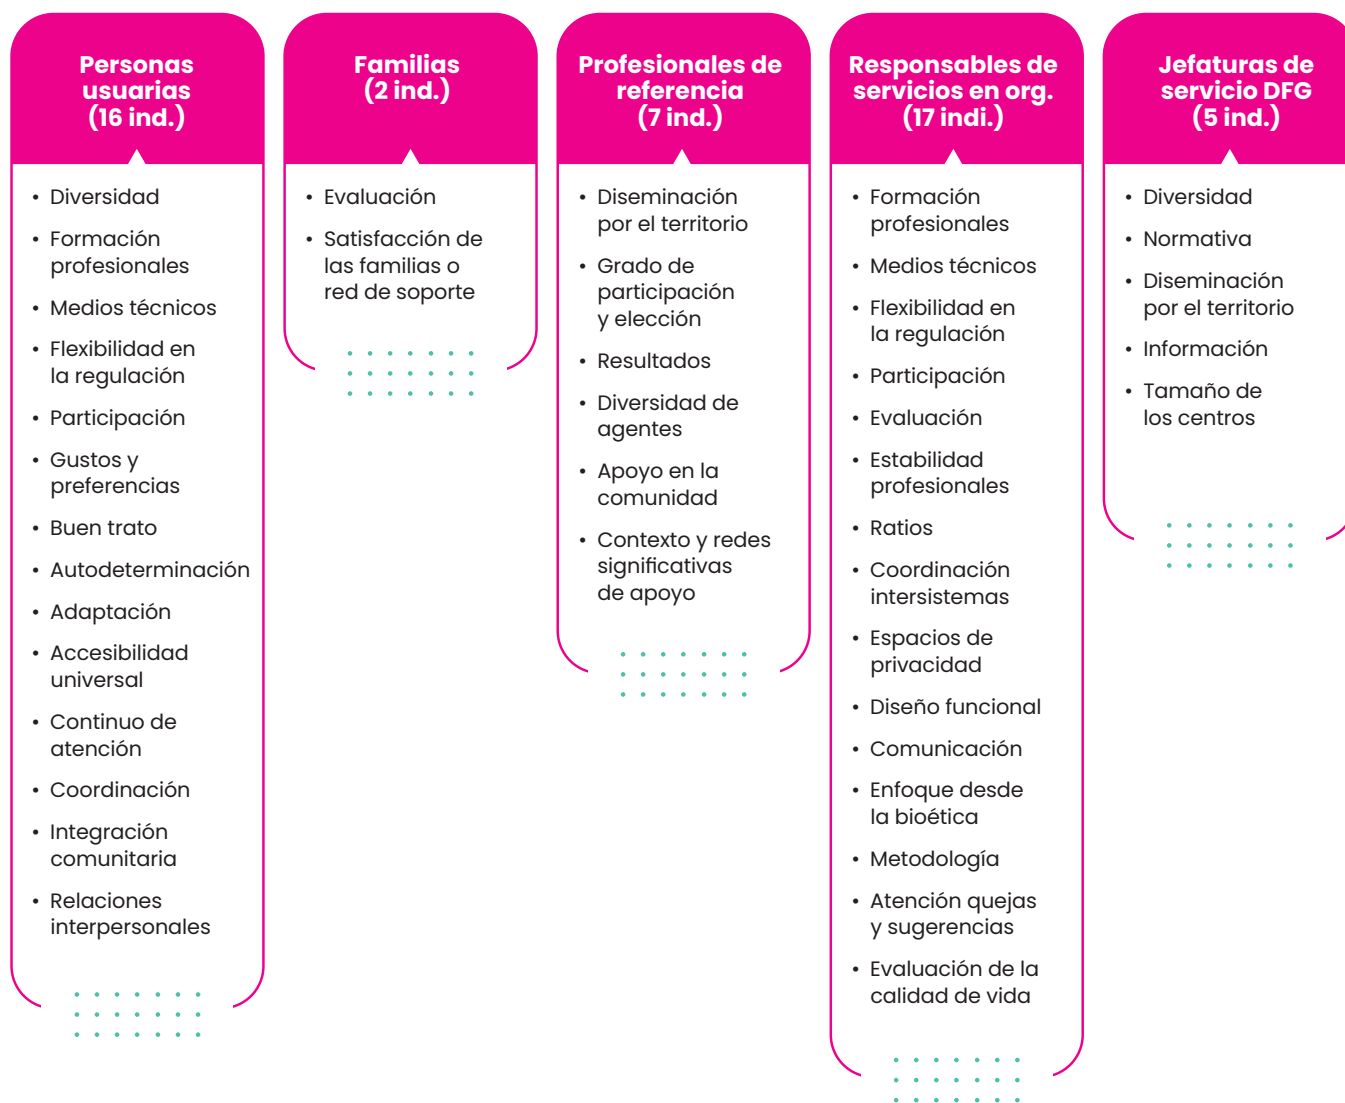 Personas
usuarias
(16 ind.)
• Diversidad
• Formación
profesionales
• Medios técnicos
• Flexibilidad en
la regulación
• Participación
• Gustos y
preferencias
• Buen trato
• Autodeterminación
• Adaptación
• Accesibilidad
universal
• Continuo de
atención
• Coordinación
• Integración
comunitaria
• Relaciones
interpersonales
Familias
(2 ind.)
• Evaluación
• Satisfacción de
las familias o
red de soporte
Profesionales de
referencia
(7 ind.)
• Diseminación
por el territorio
• Grado de
participación
y elección
• Resultados
• Diversidad de
agentes
• Apoyo en la
comunidad
• Contexto y redes
significativas
de apoyo
Responsables de
servicios en org.
(17 indi.)
• Formación
profesionales
• Medios técnicos
• Flexibilidad en
la regulación
• Participación
• Evaluación
• Estabilidad
profesionales
• Ratios
• Coordinación
intersistemas
• Espacios de
privacidad
• Diseño funcional
• Comunicación
• Enfoque desde
la bioética
• Metodología
• Atención quejas
y sugerencias
• Evaluación de la
calidad de vida
Jefaturas de
servicio DFG
(5 ind.)
• Diversidad
• Normativa
• Diseminación
por el territorio
• Información
• Tamaño de
los centros